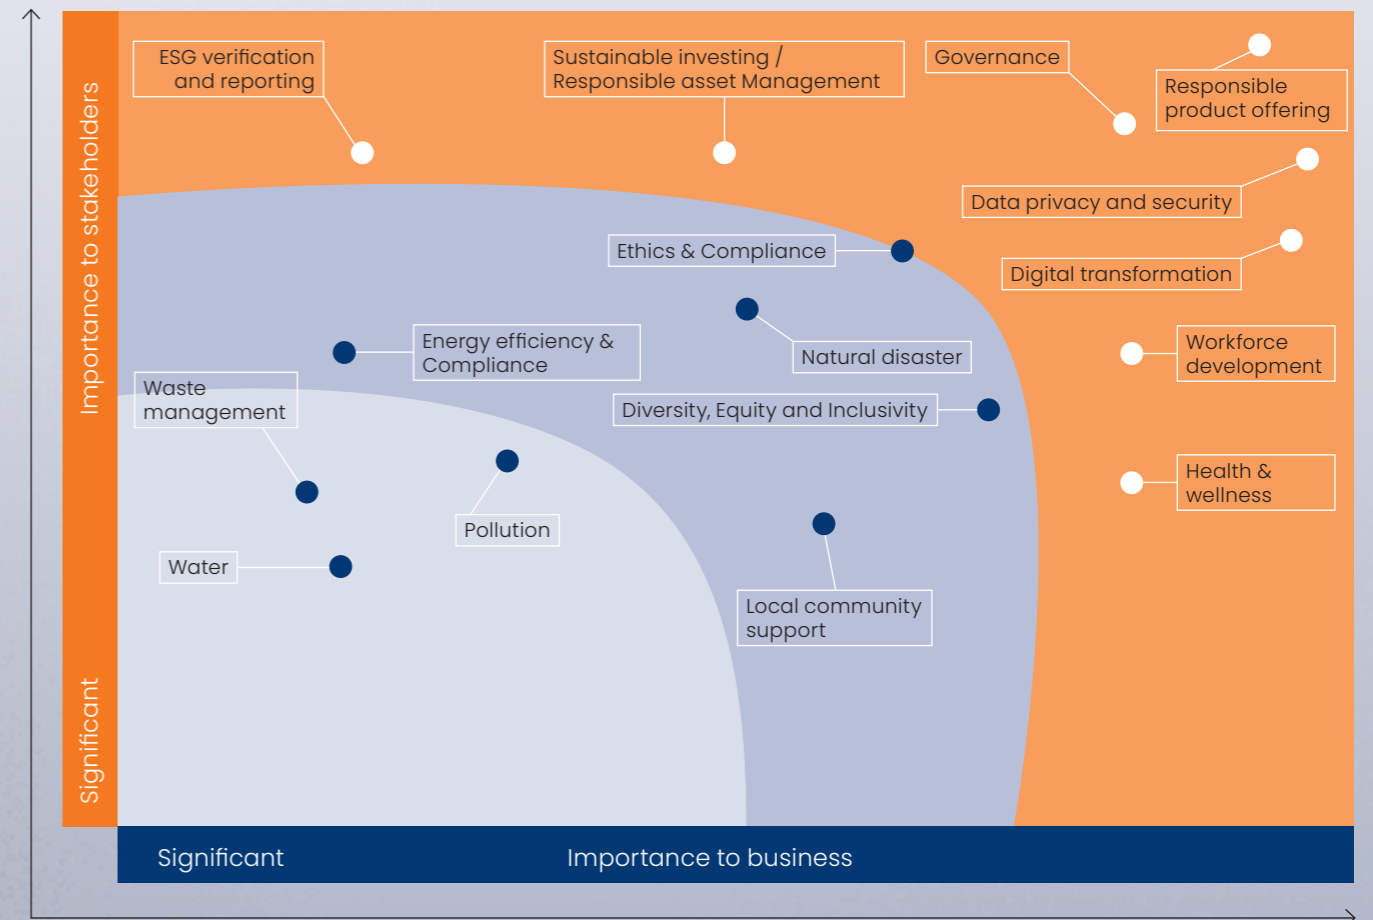 Importance to stakeholders
Significant
ESG verification
and reporting
Sustainable investing /
Responsible asset Management
Governance
Responsible
product offering
Data privacy and security
Ethics & Compliance
Digital transformation
Energy efficiency &
Compliance
Natural disaster
Workforce
development
Waste
management
Diversity, Equity and Inclusivity
Health &
wellness
Pollution
Water
Local community
support
Significant
Importance to business